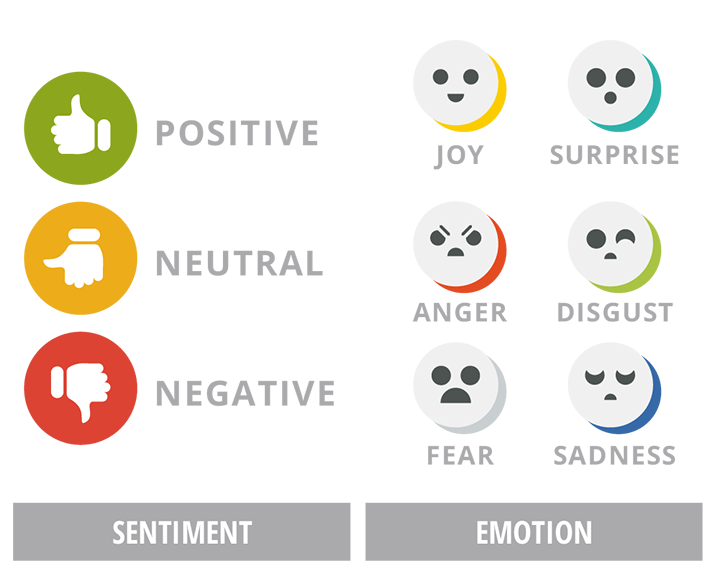 POSITIVE
NEUTRAL
NEGATIVE
SENTIMENT
JOY
SURPRISE
ANGER
DISGUST
FEAR
SADNESS
EMOTION